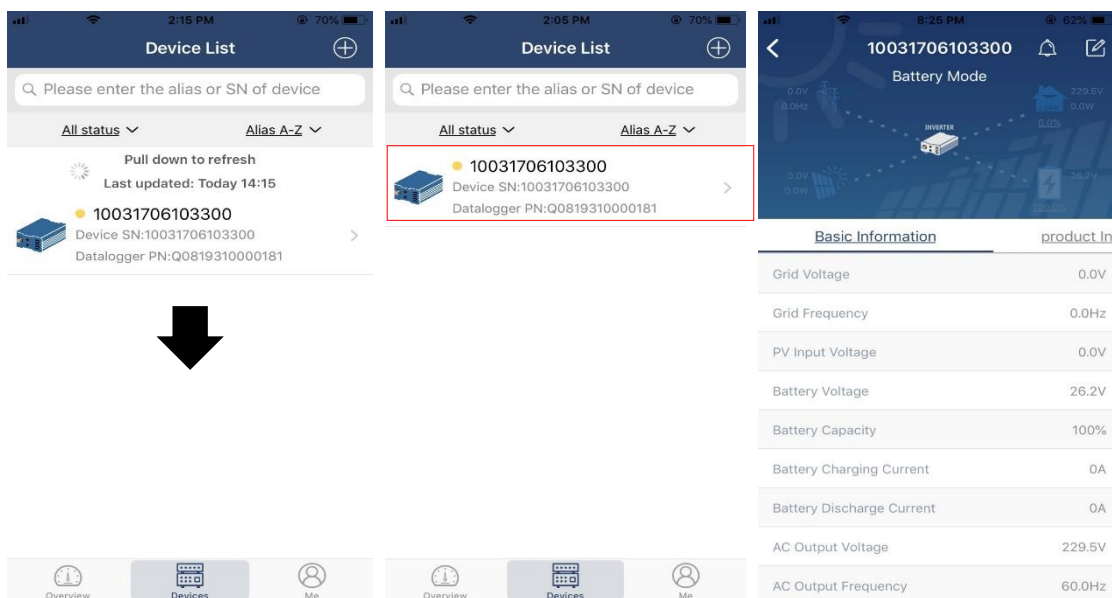 2:15 PM
70%
Device List
Please enter the alias or SN of device
All status
Alias A-Z
Pull down to refresh
Last updated: Today 14:15
10031706103300
Device SN:10031706103300
Datalogger PN:Q0819310000181
Overview
Devices
Me
2:05 PM
70%
Device List
Please enter the alias or SN of device
All status
Alias A-Z
10031706103300
Device SN:10031706103300
Datalogger PN:Q0819310000181
Overview
Devices
Me
8:25 PM
62%
10031706103300
Battery Mode
0.0V
0.0Hz
229.5V
0.0W
LOAD
0.0%
INVERTER
0.0V
0.0W
26.2V
100.0%
Basic Information
product In
Grid Voltage 0.0V
Grid Frequency 0.0Hz
PV Input Voltage 0.0V
Battery Voltage 26.2V
Battery Capacity 100%
Battery Charging Current 0A
Battery Discharge Current 0A
AC Output Voltage 229.5V
AC Output Frequency 60.0Hz